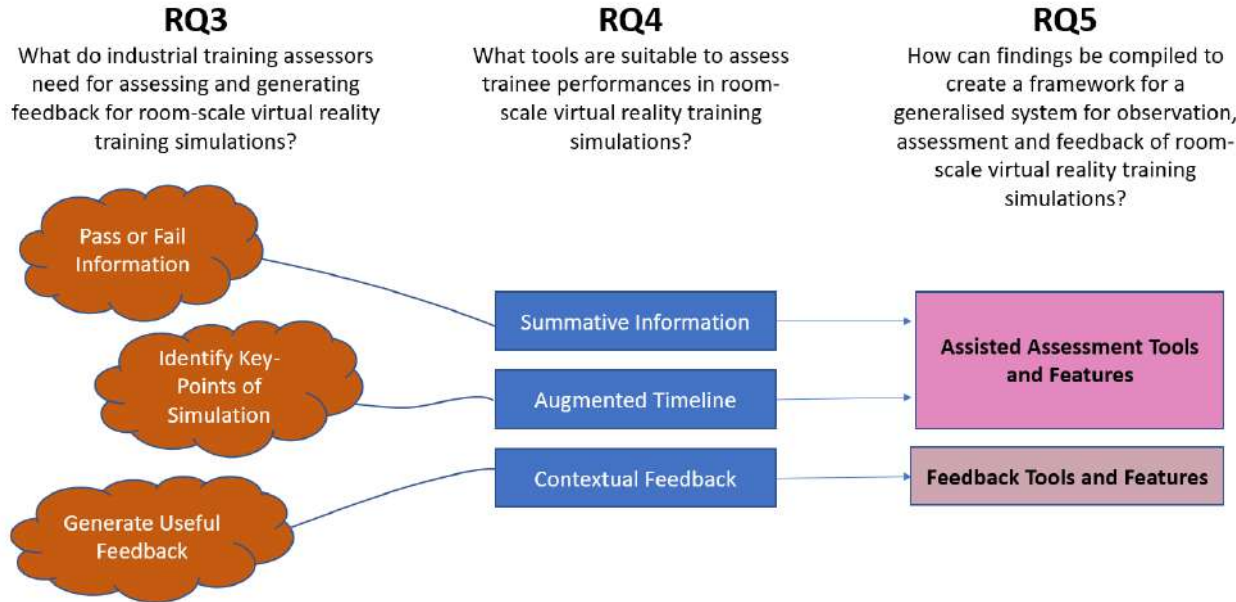 RQ3
What do industrial training assessors
need for assessing and generating
feedback for room-scale virtual reality
training simulations?
RQ4
What tools are suitable to assess
trainee performances in room-
scale virtual reality training
simulations?
RQ5
How can findings be compiled to
create a framework for a
generalised system for observation,
assessment and feedback of room-
scale virtual reality training
simulations?
Pass or Fail
Information
Identify Key-
Points of
Simulation
Generate Useful
Feedback
Summative Information
Augmented Timeline
Contextual Feedback
Assisted Assessment Tools
and Features
Feedback Tools and Features